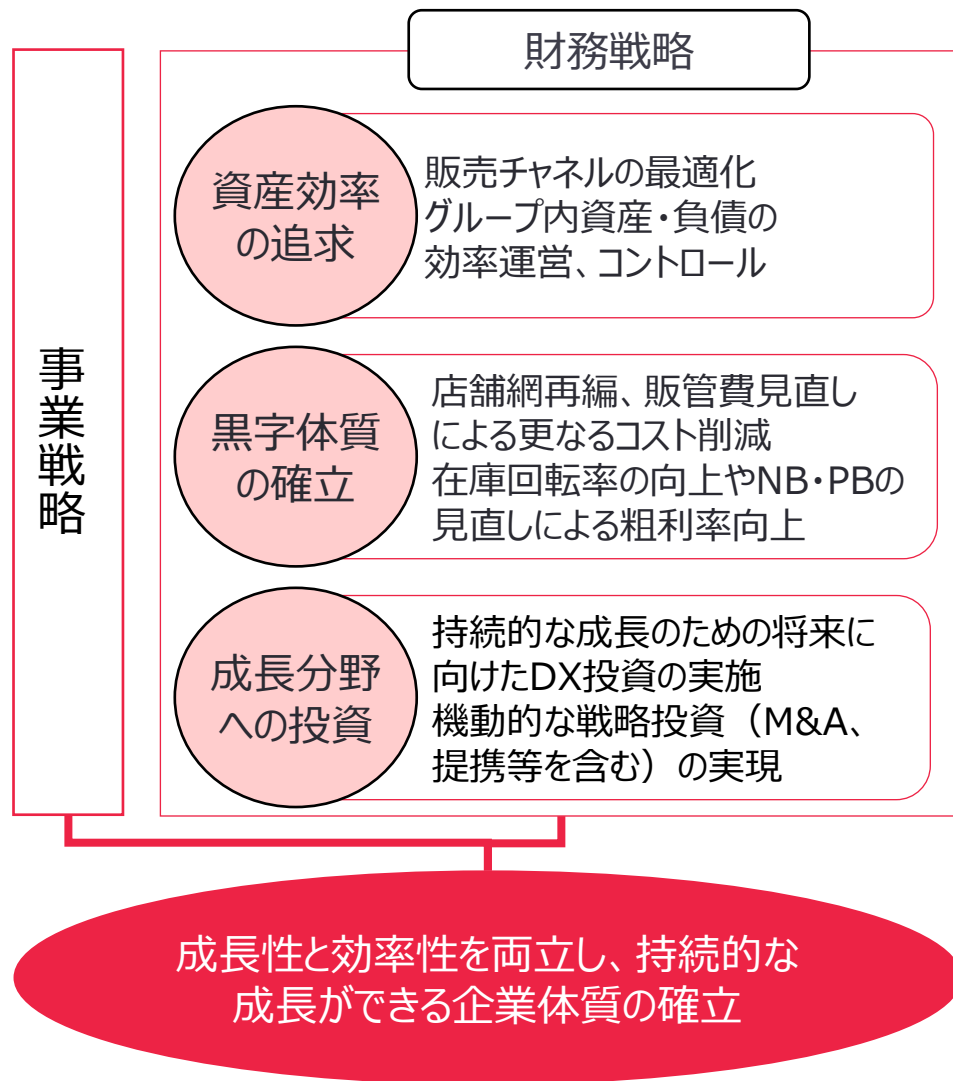 財務戦略
事業戦略
資産効率
の追求
販売チャネルの最適化
グループ内資産・負債の
効率運営、コントロール
黒字体質
の確立
店舗網再編、販管費見直し
による更なるコスト削減
在庫回転率の向上やNB・PBの
見直しによる粗利率向上
成長分野
への投資
持続的な成長のための将来に
向けたDX投資の実施
機動的な戦略投資（M&A、
提携等を含む）の実現
成長性と効率性を両立し、持続的な
成長ができる企業体質の確立